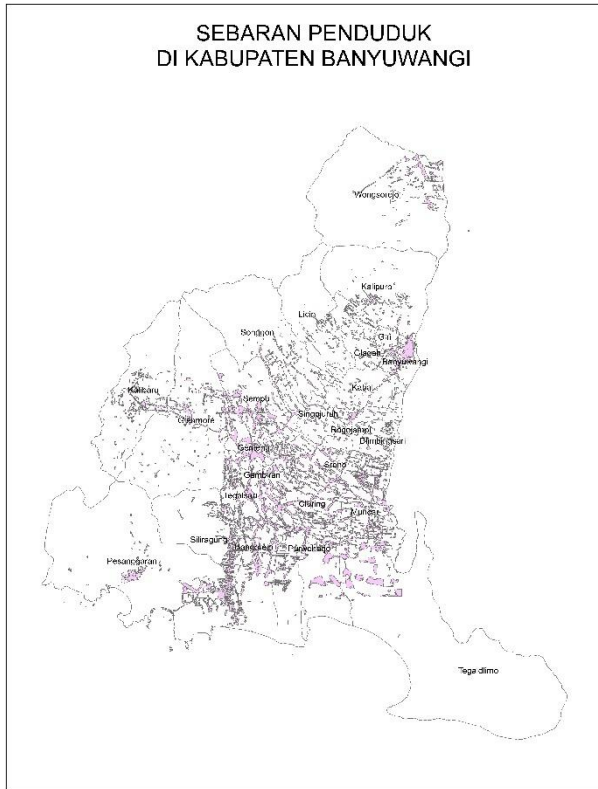 SEBARAN PENDUDUK
DI KABUPATEN BANYUWANGI
Wongsorejo
Kalipuro
Licin
Songgon
Giri
Glagah
Banyuwangi
Kalibaru
Kabat
Sempu
Glenmore
Singojuruh
Rogojampi
Blimbingsari
Genteng
Srono
Gambiran
Tegalsari
Cluring
Muncar
Siliragung
Bangorejo
Purwoharjo
Pesanggaran
Tegaldlimo